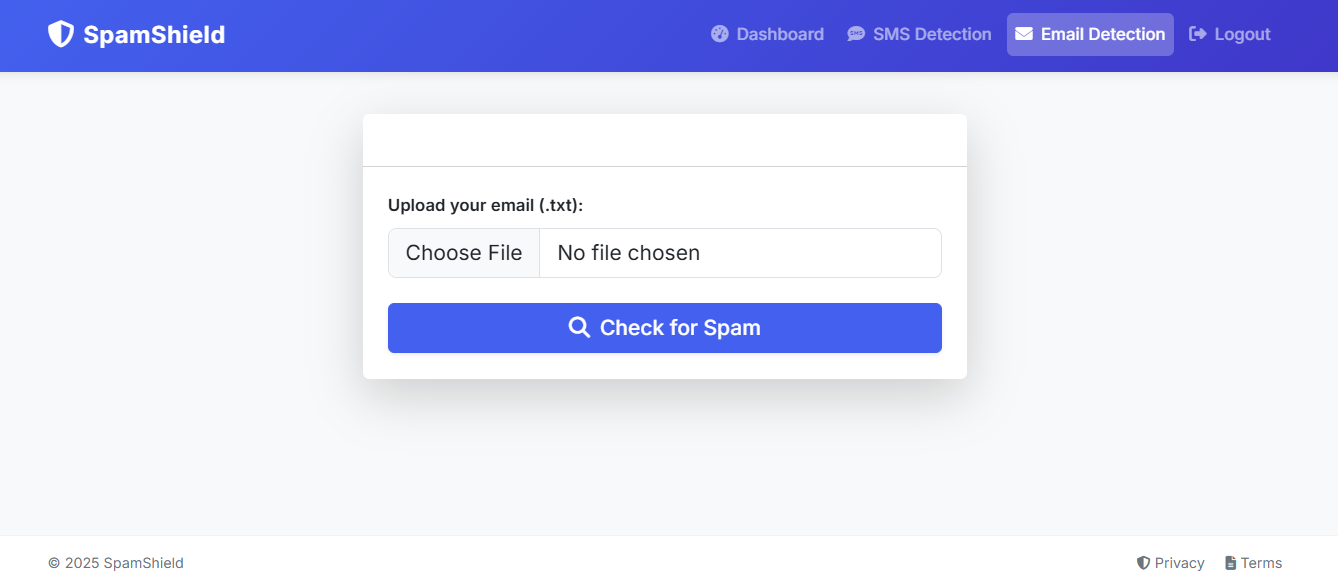 SpamShield
Dashboard
SMS Detection
Email Detection
Logout
Upload your email (.txt):
Choose File
No file chosen
Check for Spam
© 2025 SpamShield
Privacy
Terms